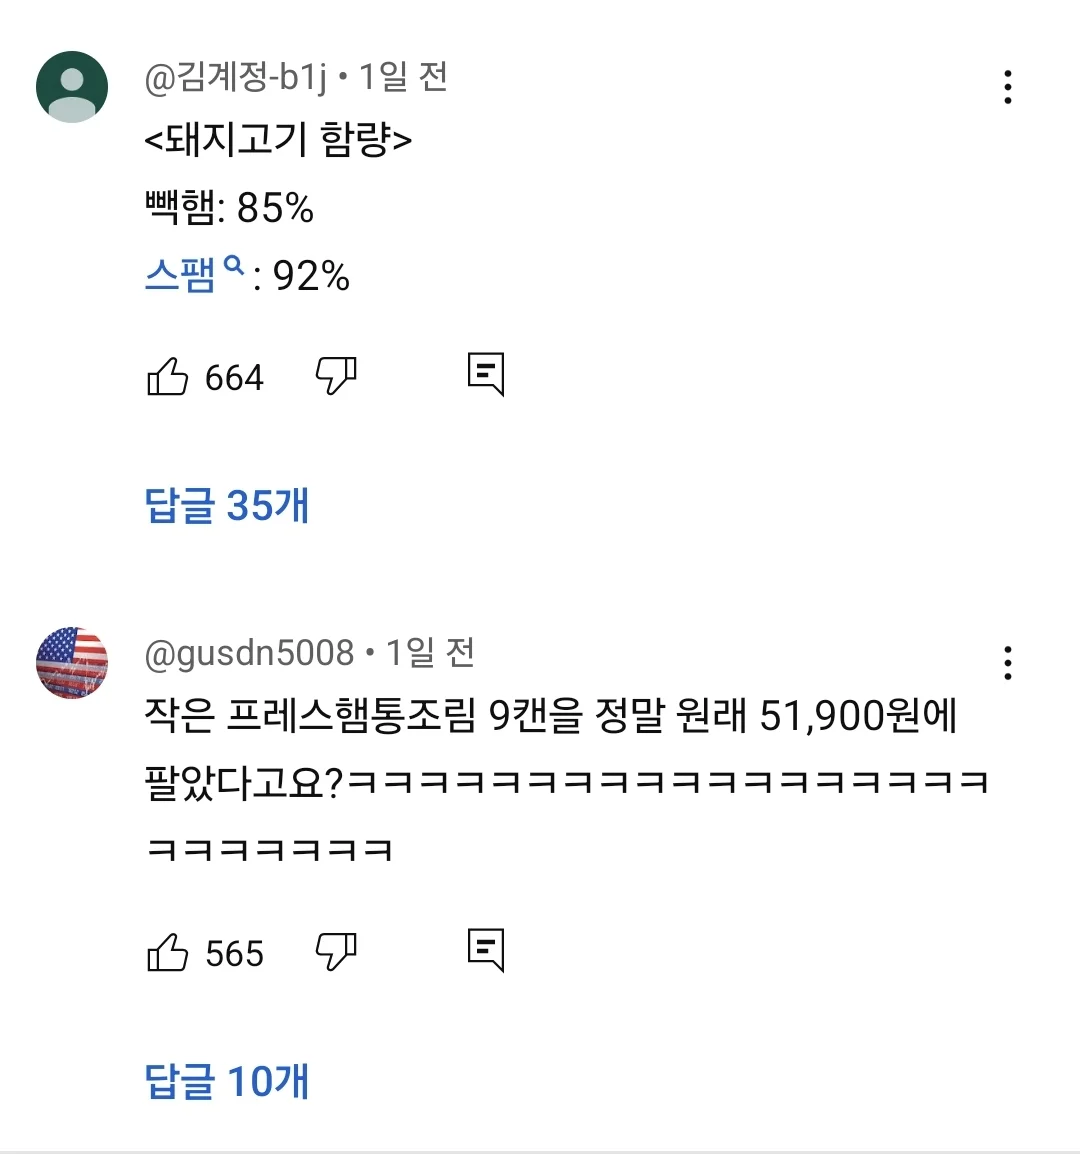 @김계정-b1j • 1일 전
<돼지고기 함량>
빽햄: 85%
스팸 : 92%
664
답글 35개
@gusdn5008 • 1일 전
작은 프레스햄통조림 9캔을 정말 원래 51,900원에
팔았다고요?ㅋㅋㅋㅋㅋㅋㅋㅋㅋㅋㅋㅋㅋㅋㅋㅋㅋㅋ
ㅋㅋㅋㅋㅋㅋㅋ
565
답글 10개